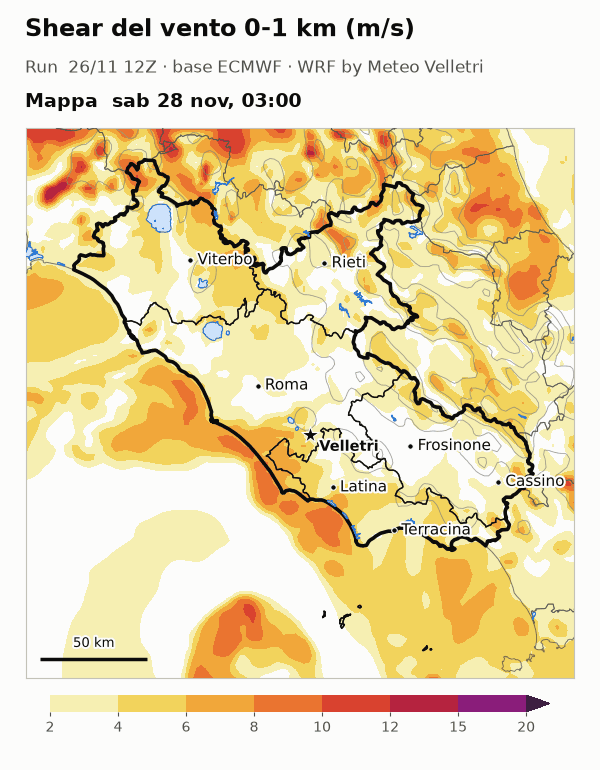 Shear del vento 0-1 km (m/s)
Run  26/11 12Z · base ECMWF · WRF by Meteo Velletri
Mappa  sab 28 nov, 03:00
Viterbo
Rieti
Roma
Velletri
Frosinone
Latina
Cassino
Terracina
50 km
2 4 6 8 10 12 15 20